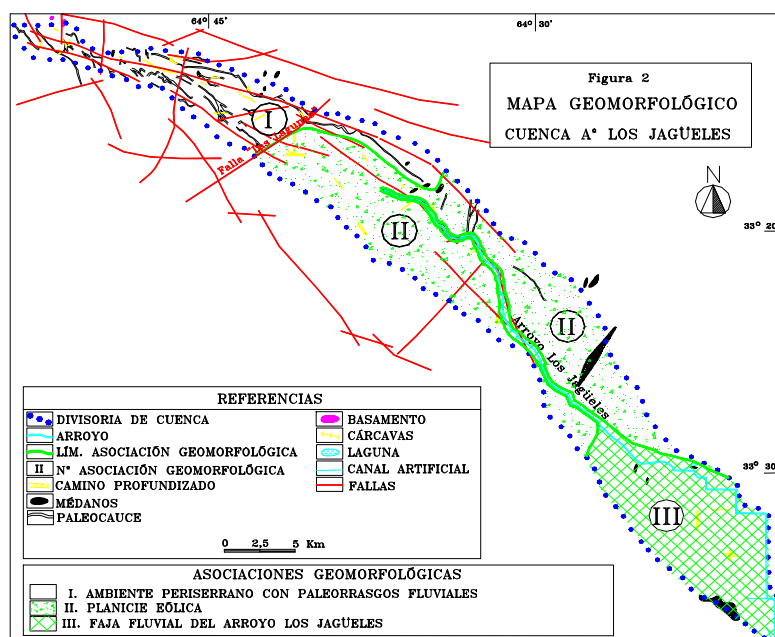 64° 45'
64° 30'
Figura 2
MAPA GEOMORFOLÓGICO
CUENCA A° LOS JAGÜELES
I
Falla "Las Lagunitas"
N
II
33° 20
II
Arroyo Los Jagüeles
REFERENCIAS
DIVISORIA DE CUENCA
ARROYO
LÍM. ASOCIACIÓN GEOMORFOLÓGICA
II N° ASOCIACIÓN GEOMORFOLÓGICA
CAMINO PROFUNDIZADO
MÉDANOS
PALEOCAUCE
BASAMENTO
CÁRCAVAS
LAGUNA
CANAL ARTIFICIAL
FALLAS
0 2,5 5 Km
33° 30
III
ASOCIACIONES GEOMORFOLÓGICAS
I. AMBIENTE PERISERRANO CON PALEORRASGOS FLUVIALES
II. PLANICIE EÓLICA
III. FAJA FLUVIAL DEL ARROYO LOS JAGÜELES